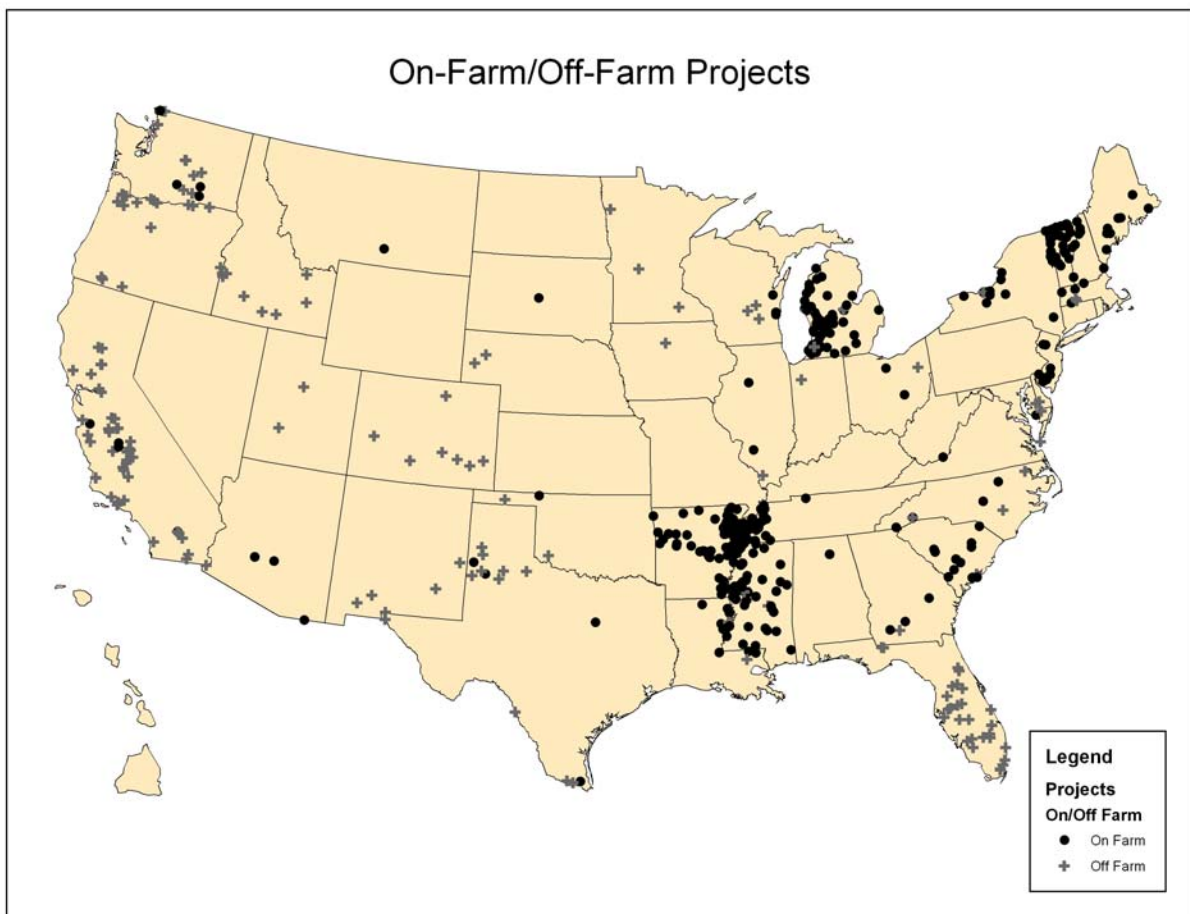 On-Farm/Off-Farm Projects
Legend
Projects
On/Off Farm
On Farm
Off Farm